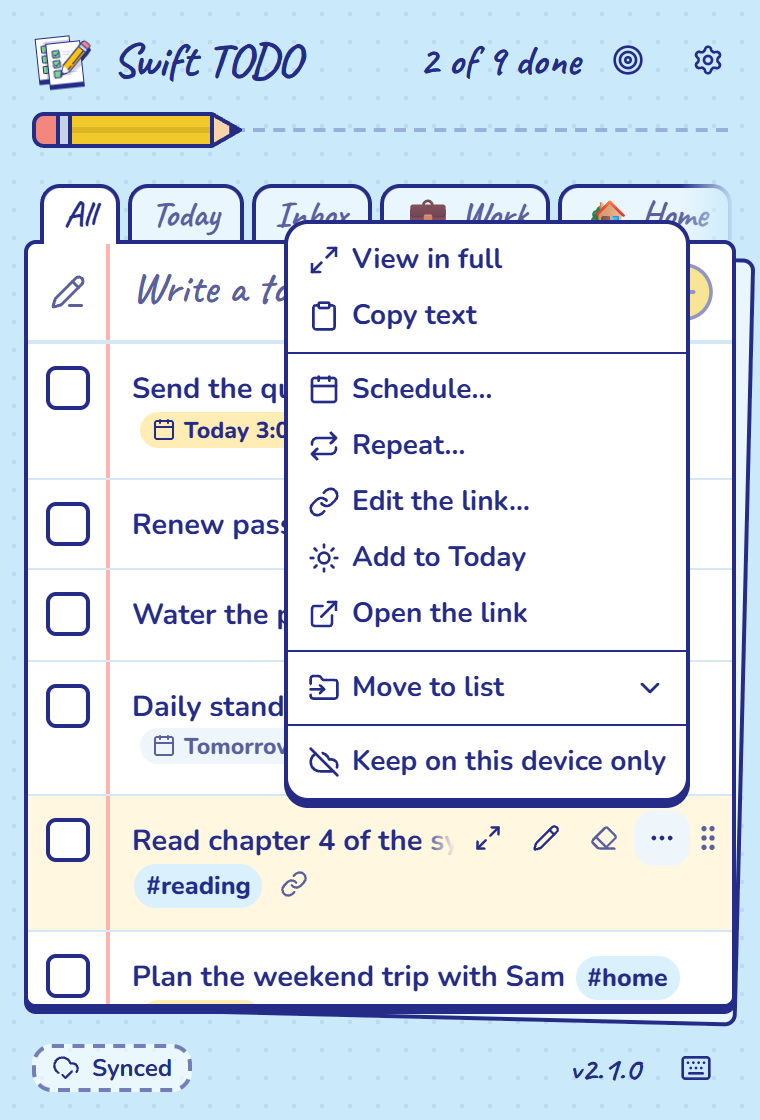 Swift TODO
2 of 9 done
All
Today
Inbox
Work
Home
Write a to
View in full
Copy text
Schedule...
Repeat...
Edit the link...
Add to Today
Open the link
Move to list
Keep on this device only
Send the qu
Today 3:0
Renew pass
Water the p
Daily stand
Tomorrow
Read chapter 4 of the sy
#reading
Plan the weekend trip with Sam #home
Synced
v2.1.0